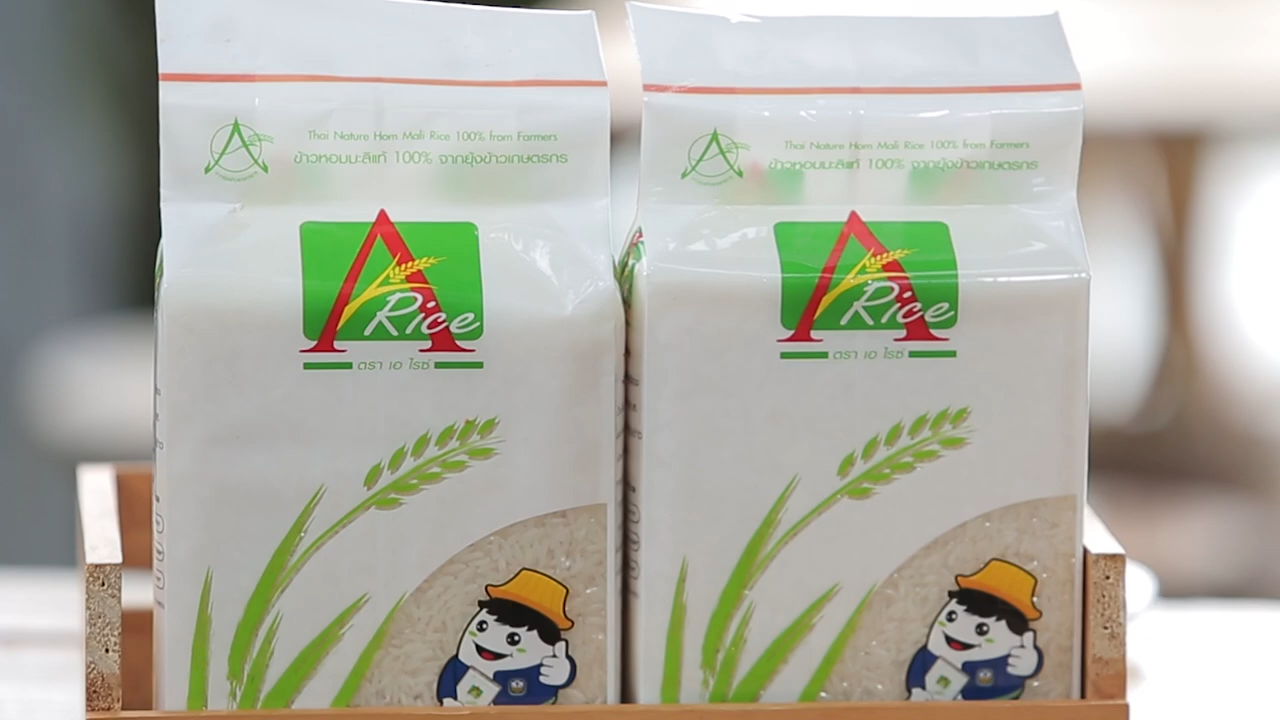 Thai Nature Hom Mali Rice 100% from Farmers
ข้าวหอมมะลิแท้ 100% จากยุ้งข้าวเกษตรกร
A Rice
ตรา เอ ไรซ์
Thai Nature Hom Mali Rice 100% from Farmers
ข้าวหอมมะลิแท้ 100% จากยุ้งข้าวเกษตรกร
A Rice
ตรา เอ ไรซ์